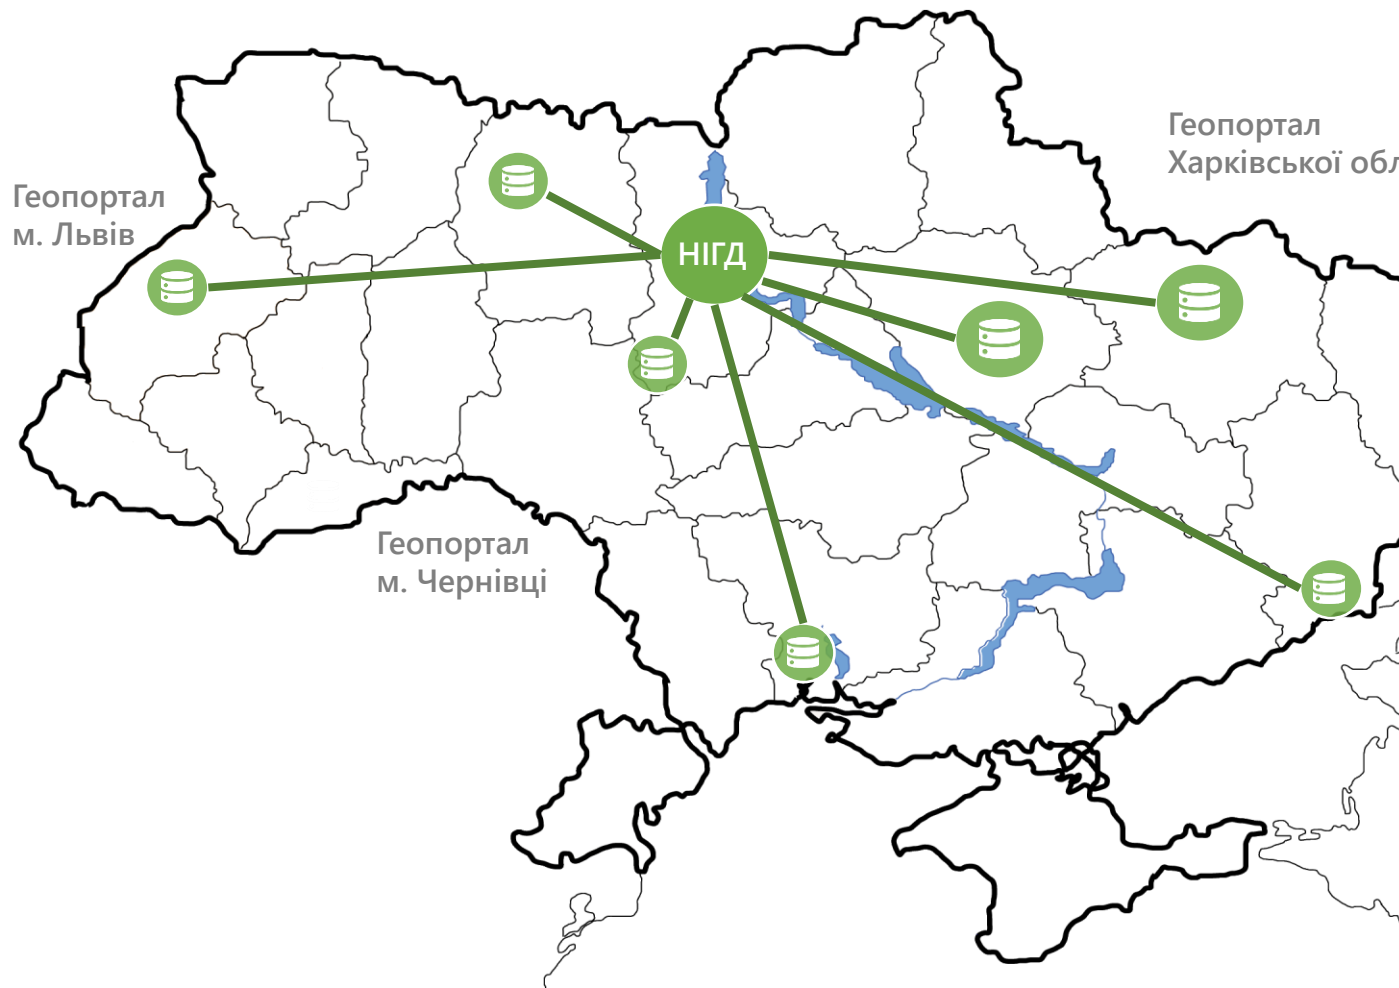 Геопортал
Харківської обл
Геопортал
м. Львів
НІГД
Геопортал
м. Чернівці